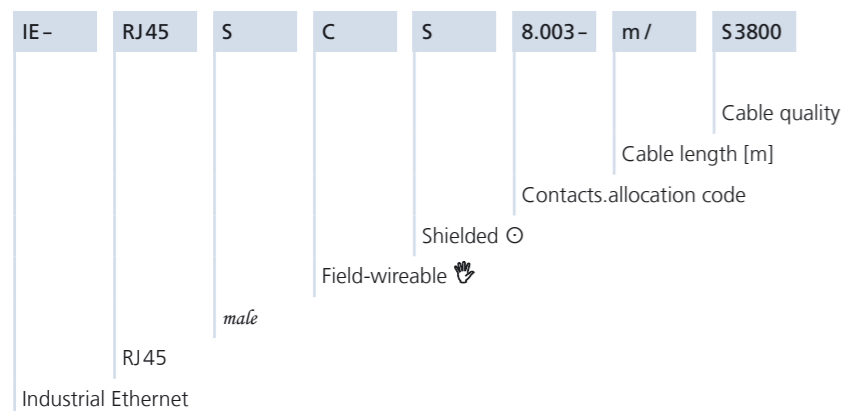 IE– RJ45 S C S 8.003– m/ S3800
Cable quality
Cable length [m]
Contacts.allocation code
Shielded ⊙
Field-wireable
male
RJ45
Industrial Ethernet